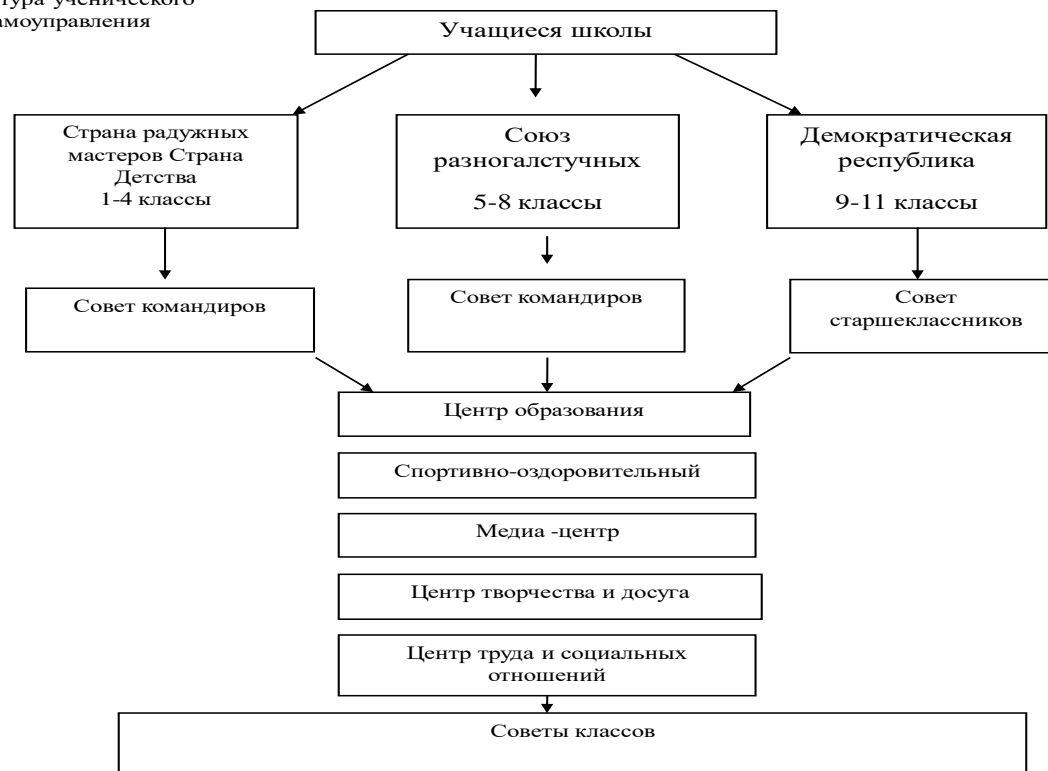 ученического
Учащиеся школы
Страна радужных
мастеров Страна
Детства
1-4 классы
Союз
разногалстучных
5-8 классы
Демократическая
республика
9-11 классы
Совет командиров
Совет командиров
Совет
старшеклассников
Центр образования
Спортивно-оздоровительный
Медиа -центр
Центр творчества и досуга
Центр труда и социальных
отношений
Советы классов